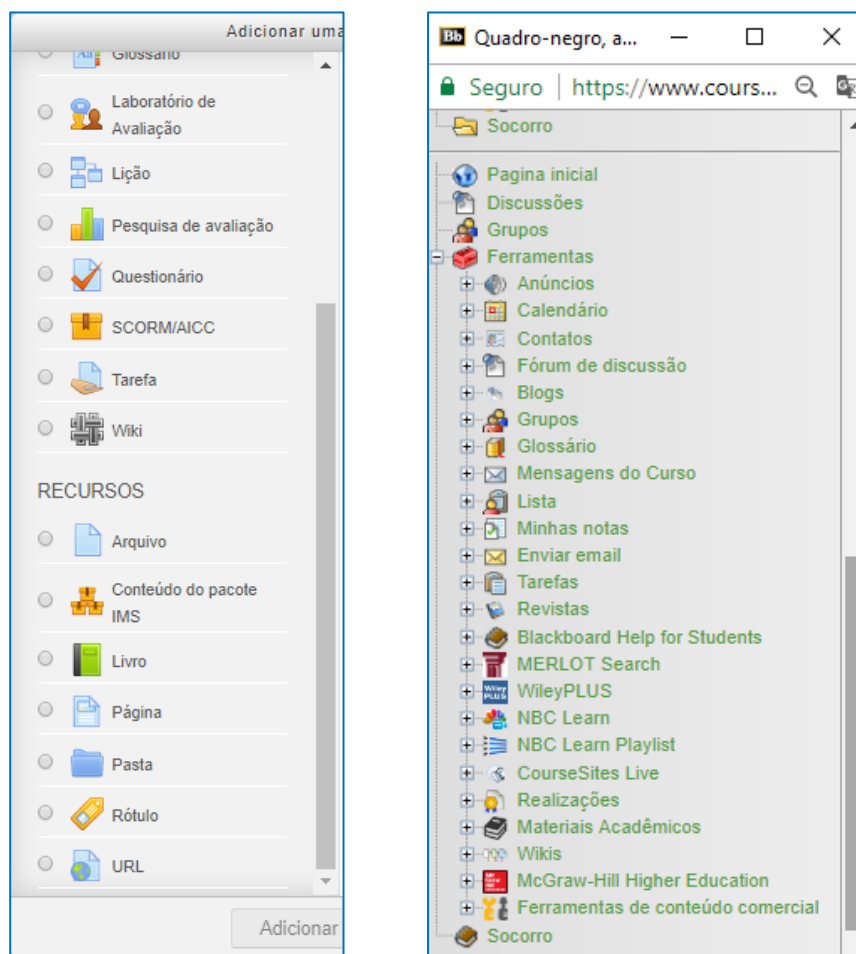 Adicionar uma
Glossário
Laboratório de
Avaliação
Lição
Pesquisa de avaliação
Questionário
SCORM/AICC
Tarefa
Wiki
RECURSOS
Arquivo
Conteúdo do pacote
IMS
Livro
Página
Pasta
Rótulo
URL
Adicionar
Bb Quadro-negro, a...
Seguro | https://www.cours...
Socorro
Pagina inicial
Discussões
Grupos
Ferramentas
Anúncios
Calendário
Contatos
Fórum de discussão
Blogs
Grupos
Glossário
Mensagens do Curso
Lista
Minhas notas
Enviar email
Tarefas
Revistas
Blackboard Help for Students
MERLOT Search
WileyPLUS
NBC Learn
NBC Learn Playlist
CourseSites Live
Realizações
Materiais Acadêmicos
Wikis
McGraw-Hill Higher Education
Ferramentas de conteúdo comercial
Socorro